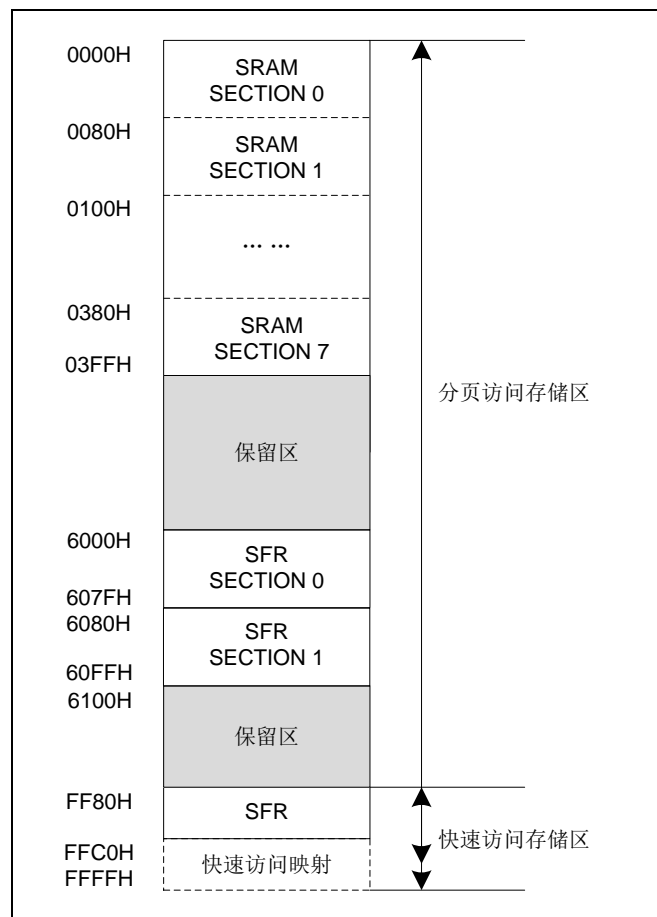 0000H
SRAM
SECTION 0
0080H
SRAM
SECTION 1
0100H
... ...
0380H
SRAM
SECTION 7
03FFH
分页访问存储区
保留区
6000H
SFR
SECTION 0
607FH
6080H
SFR
SECTION 1
60FFH
6100H
保留区
FF80H
SFR
快速访问存储区
FFC0H
快速访问映射
FFFFH